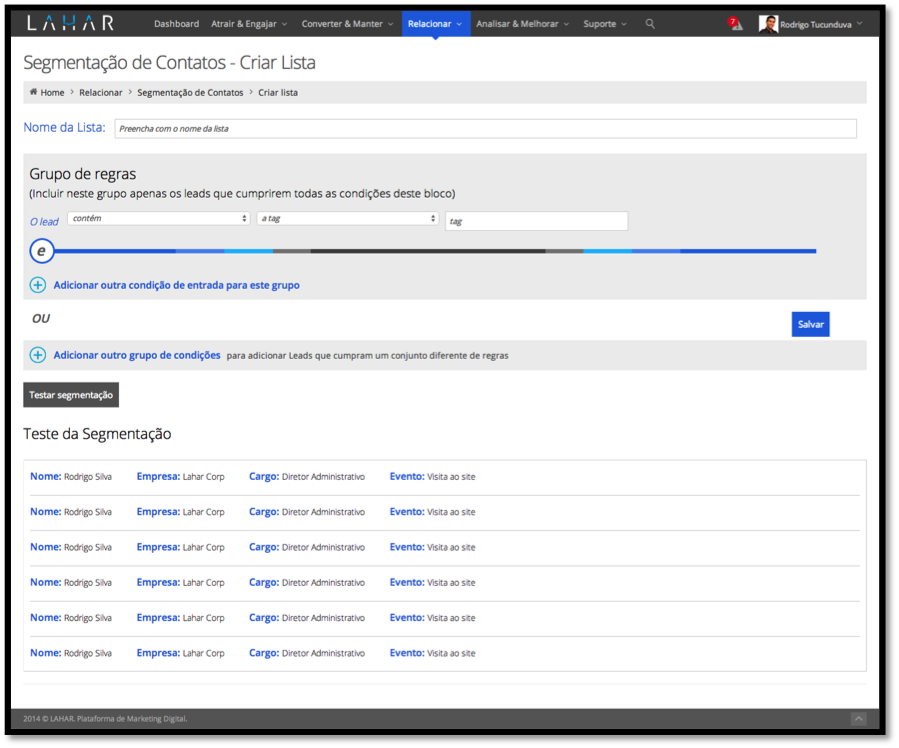 LAHAR Dashboard Atrair & Engajar Converter & Manter Relacionar Analisar & Melhorar Suporte 7 Rodrigo Tucunduva
Segmentação de Contatos - Criar Lista
Home > Relacionar > Segmentação de Contatos > Criar lista
Nome da Lista: Preencha com o nome da lista
Grupo de regras
(Incluir neste grupo apenas os leads que cumprirem todas as condições deste bloco)
O lead contém a tag tag
e
Adicionar outra condição de entrada para este grupo
OU
Salvar
Adicionar outro grupo de condições para adicionar Leads que cumpram um conjunto diferente de regras
Testar segmentação
Teste da Segmentação
Nome: Rodrigo Silva Empresa: Lahar Corp Cargo: Diretor Administrativo Evento: Visita ao site
Nome: Rodrigo Silva Empresa: Lahar Corp Cargo: Diretor Administrativo Evento: Visita ao site
Nome: Rodrigo Silva Empresa: Lahar Corp Cargo: Diretor Administrativo Evento: Visita ao site
Nome: Rodrigo Silva Empresa: Lahar Corp Cargo: Diretor Administrativo Evento: Visita ao site
Nome: Rodrigo Silva Empresa: Lahar Corp Cargo: Diretor Administrativo Evento: Visita ao site
Nome: Rodrigo Silva Empresa: Lahar Corp Cargo: Diretor Administrativo Evento: Visita ao site
2014 © LAHAR. Plataforma de Marketing Digital.